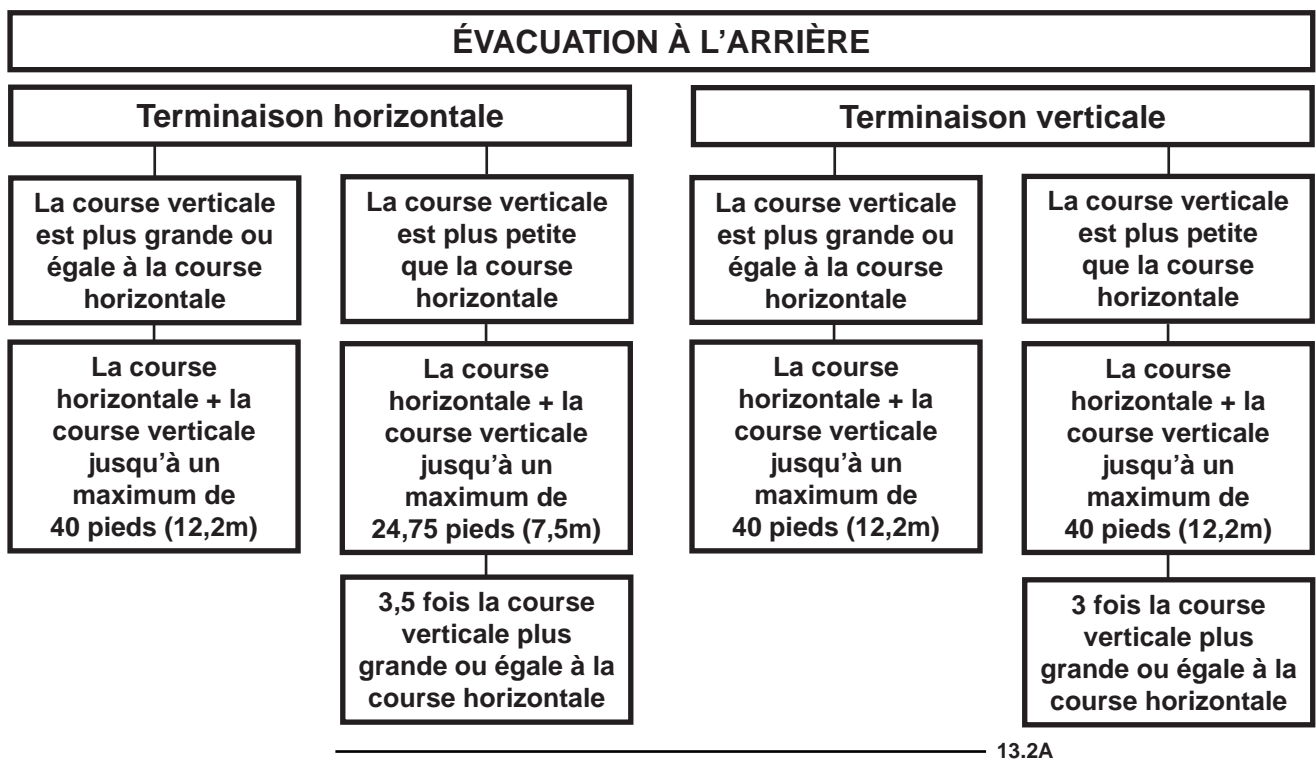 ÉVACUATION À L'ARRIÈRE
Terminaison horizontale
La course verticale
est plus grande ou
égale à la course
horizontale
La course
horizontale + la
course verticale
jusqu'à un
maximum de
40 pieds (12,2m)
La course verticale
est plus petite
que la course
horizontale
La course
horizontale + la
course verticale
jusqu'à un
maximum de
24,75 pieds (7,5m)
3,5 fois la course
verticale plus
grande ou égale à la
course horizontale
Terminaison verticale
La course verticale
est plus grande ou
égale à la course
horizontale
La course
horizontale + la
course verticale
jusqu'à un
maximum de
40 pieds (12,2m)
La course verticale
est plus petite
que la course
horizontale
La course
horizontale + la
course verticale
jusqu'à un
maximum de
40 pieds (12,2m)
3 fois la course
verticale plus
grande ou égale à la
course horizontale
13.2A